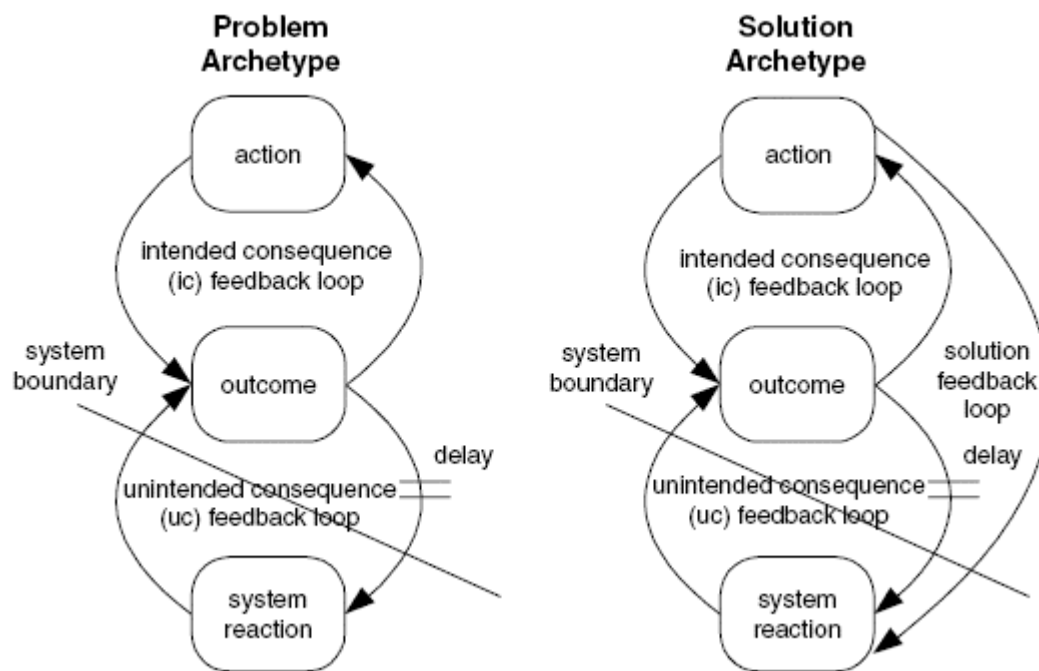 Problem
Archetype
action
intended consequence
(ic) feedback loop
system
boundary
outcome
delay
unintended consequence
(uc) feedback loop
system
reaction
Solution
Archetype
action
intended consequence
(ic) feedback loop
system
boundary
outcome
solution
feedback
loop
delay
unintended consequence
(uc) feedback loop
system
reaction